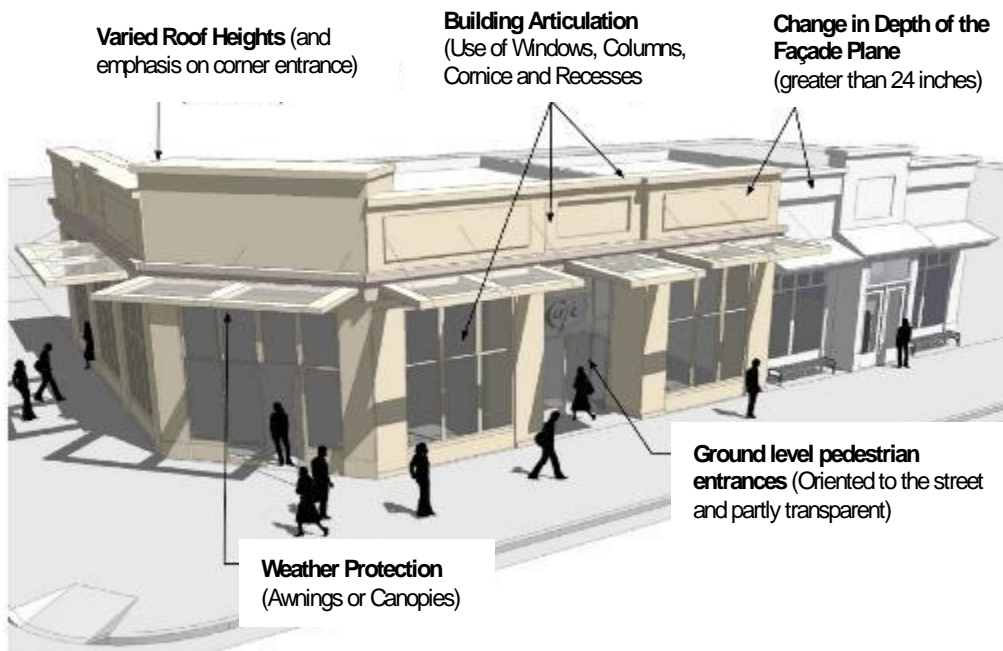 Varied Roof Heights (and
emphasis on corner entrance)
Building Articulation
(Use of Windows, Columns,
Cornice and Recesses
Change in Depth of the
Façade Plane
(greater than 24 inches)
Cafe
Ground level pedestrian
entrances (Oriented to the street
and partly transparent)
Weather Protection
(Awnings or Canopies)